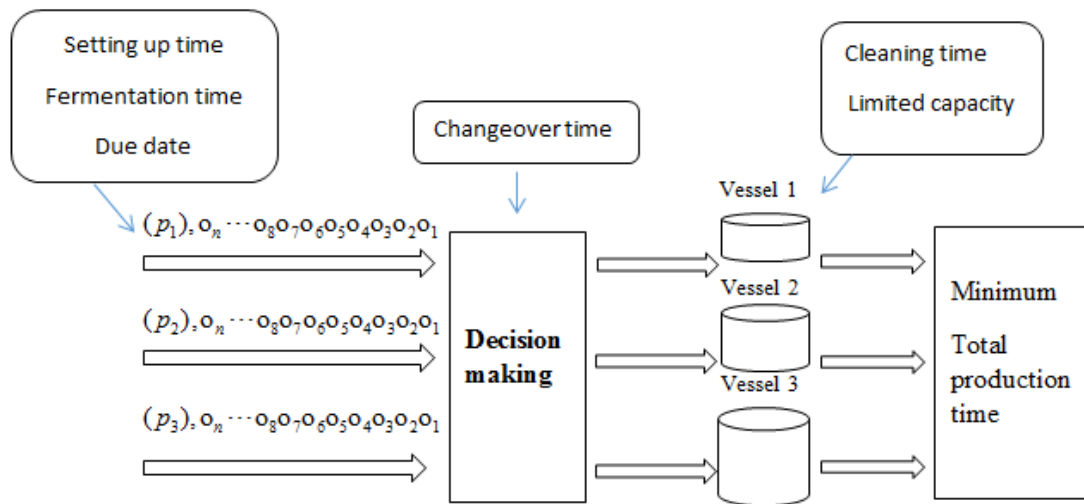 Setting up time
Fermentation time
Due date
Changeover time
Cleaning time
Limited capacity
(p₁), oₙ ⋯ o₈o₇o₆o₅o₄o₃o₂o₁
(p₂), oₙ ⋯ o₈o₇o₆o₅o₄o₃o₂o₁
(p₃), oₙ ⋯ o₈o₇o₆o₅o₄o₃o₂o₁
Decision
making
Vessel 1
Vessel 2
Vessel 3
Minimum
Total
production
time